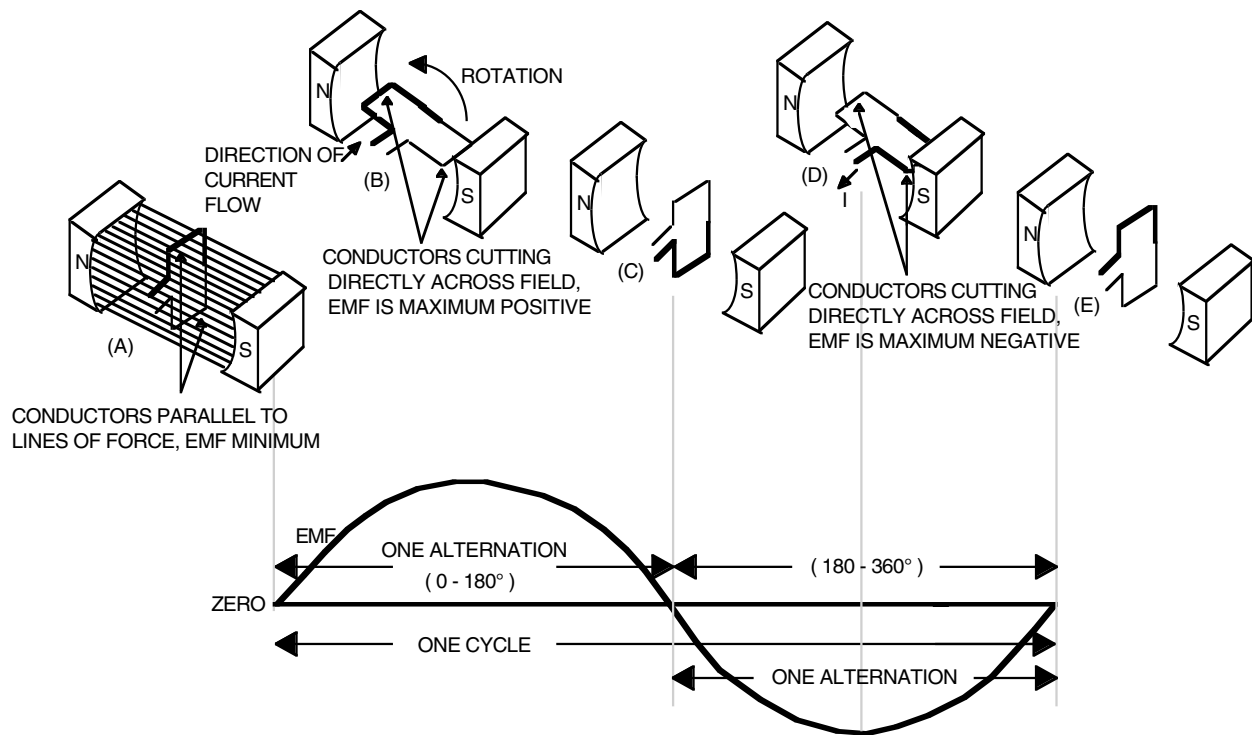 N
ROTATION
N
DIRECTION OF
CURRENT
FLOW
(B)
S
N
(D)
I
S
N
N
(C)
S
(E)
S
(A)
S
CONDUCTORS CUTTING
DIRECTLY ACROSS FIELD,
EMF IS MAXIMUM POSITIVE
CONDUCTORS CUTTING
DIRECTLY ACROSS FIELD,
EMF IS MAXIMUM NEGATIVE
CONDUCTORS PARALLEL TO
LINES OF FORCE, EMF MINIMUM
EMF
ONE ALTERNATION
( 0 - 180° )
( 180 - 360° )
ZERO
ONE CYCLE
ONE ALTERNATION